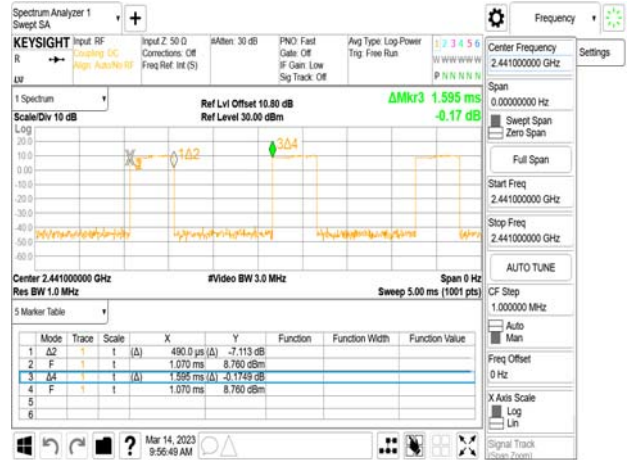 Spectrum Analyzer 1
Swept SA
+
Frequency
KEYSIGHT
R
LVI
Input: RF
Coupling: DC
Align: Auto/No RF
Input Z: 50 Ω
Corrections: Off
Freq Ref: Int (S)
#Atten: 30 dB
PNO: Fast
Gate: Off
IF Gain: Low
Sig Track: Off
Avg Type: Log-Power
Trig: Free Run
1 2 3 4 5 6
W W W W W W
P N N N N N
Center Frequency
2.441000000 GHz
Settings
1 Spectrum
Scale/Div 10 dB
Ref Lvl Offset 10.80 dB
Ref Level 30.00 dBm
ΔMkr3 1.595 ms
-0.17 dB
Span
0.00000000 Hz
Swept Span
Zero Span
Full Span
Start Freq
2.441000000 GHz
Stop Freq
2.441000000 GHz
AUTO TUNE
CF Step
1.000000 MHz
Auto
Man
Freq Offset
0 Hz
X Axis Scale
Log
Lin
Signal Track
(Span Zoom)
Log
20.0
10.0
0.00
-10.0
-20.0
-30.0
-40.0
-50.0
-60.0
1Δ2
3Δ4
Center 2.441000000 GHz
#Video BW 3.0 MHz
Span 0 Hz
Res BW 1.0 MHz
Sweep 5.00 ms (1001 pts)
5 Marker Table
Mode Trace Scale X Y Function Function Width Function Value
1 Δ2 1 t (Δ) 490.0 µs (Δ) -7.113 dB
2 F 1 t 1.070 ms 8.760 dBm
3 Δ4 1 t (Δ) 1.595 ms (Δ) -0.1749 dB
4 F 1 t 1.070 ms 8.760 dBm
5
6
?
Mar 14, 2023
9:56:49 AM